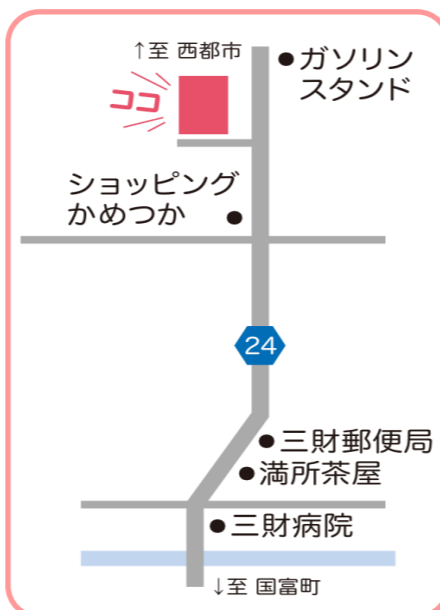 ↑至 西都市
ガソリン
スタンド
ココ
ショッピング
かめつか
24
三財郵便局
満所茶屋
三財病院
↓至 国富町